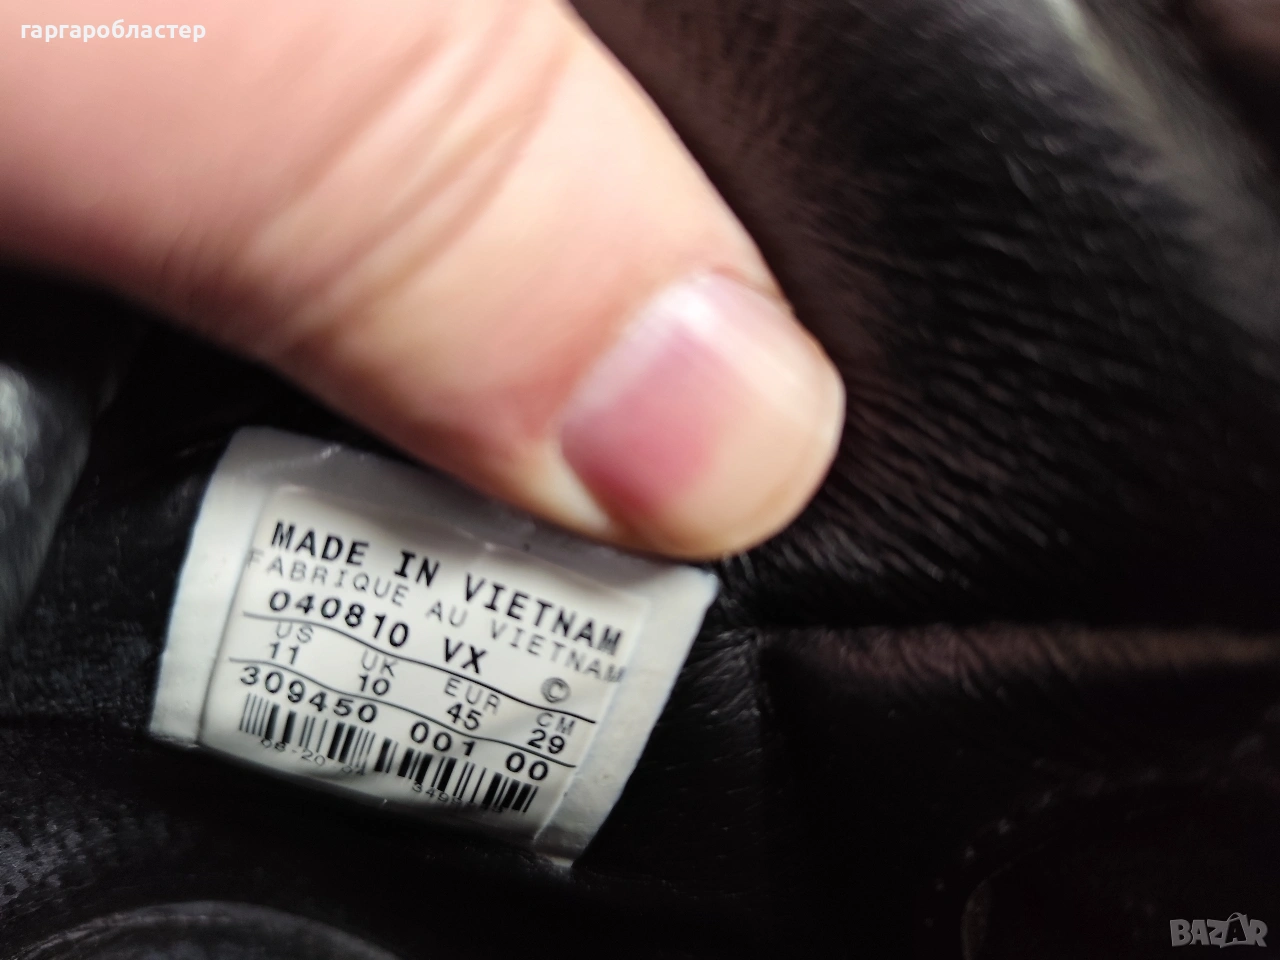 гаргаробластер
MADE IN VIETNAM
FABRIQUE AU VIETNAM
040810 VX ©
US UK EUR CM
11 10 45 29
309450 001 00
BAZAR